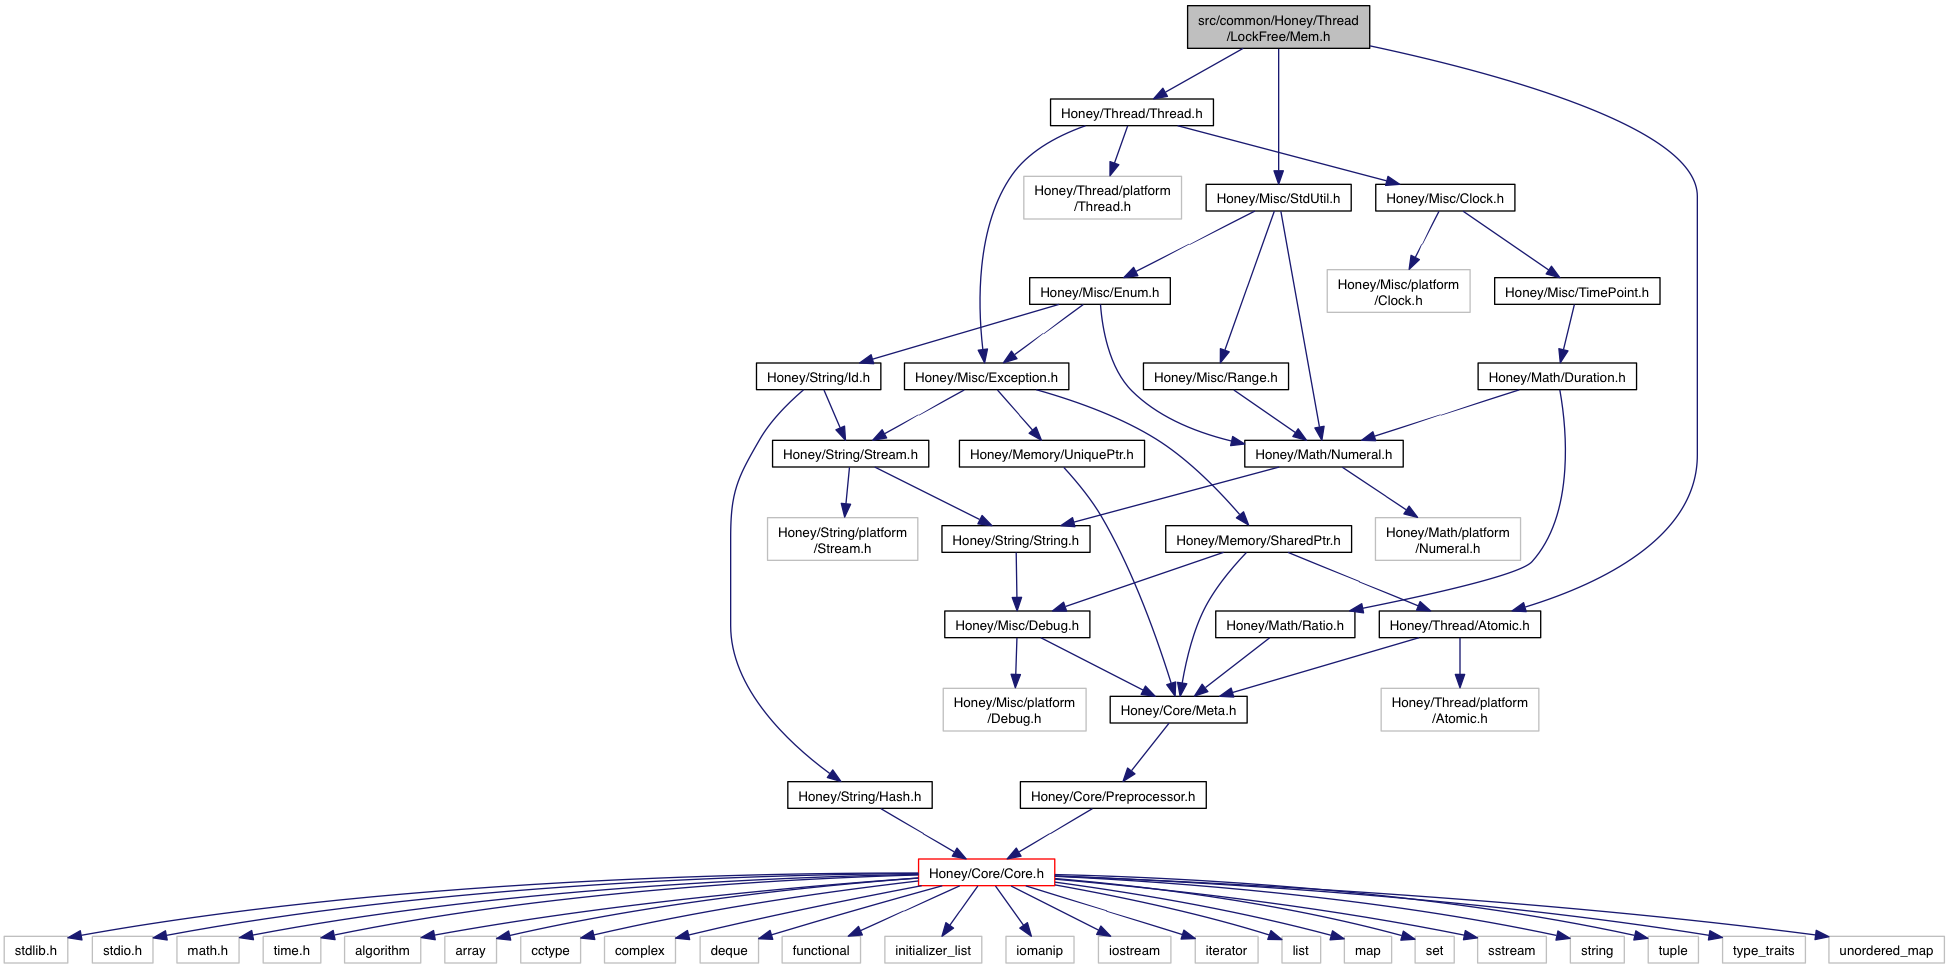 src/common/Honey/Thread
/LockFree/Mem.h
Honey/Thread/Thread.h
Honey/Thread/platform
/Thread.h
Honey/Misc/StdUtil.h
Honey/Misc/Clock.h
Honey/Misc/Enum.h
Honey/Misc/platform
/Clock.h
Honey/Misc/TimePoint.h
Honey/String/Id.h
Honey/Misc/Exception.h
Honey/Misc/Range.h
Honey/Math/Duration.h
Honey/String/Stream.h
Honey/Memory/UniquePtr.h
Honey/Math/Numeral.h
Honey/String/platform
/Stream.h
Honey/String/String.h
Honey/Memory/SharedPtr.h
Honey/Math/platform
/Numeral.h
Honey/Misc/Debug.h
Honey/Math/Ratio.h
Honey/Thread/Atomic.h
Honey/Misc/platform
/Debug.h
Honey/Core/Meta.h
Honey/Thread/platform
/Atomic.h
Honey/String/Hash.h
Honey/Core/Preprocessor.h
Honey/Core/Core.h
stdlib.h
stdio.h
math.h
time.h
algorithm
array
cctype
complex
deque
functional
initializer_list
iomanip
iostream
iterator
list
map
set
sstream
string
tuple
type_traits
unordered_map